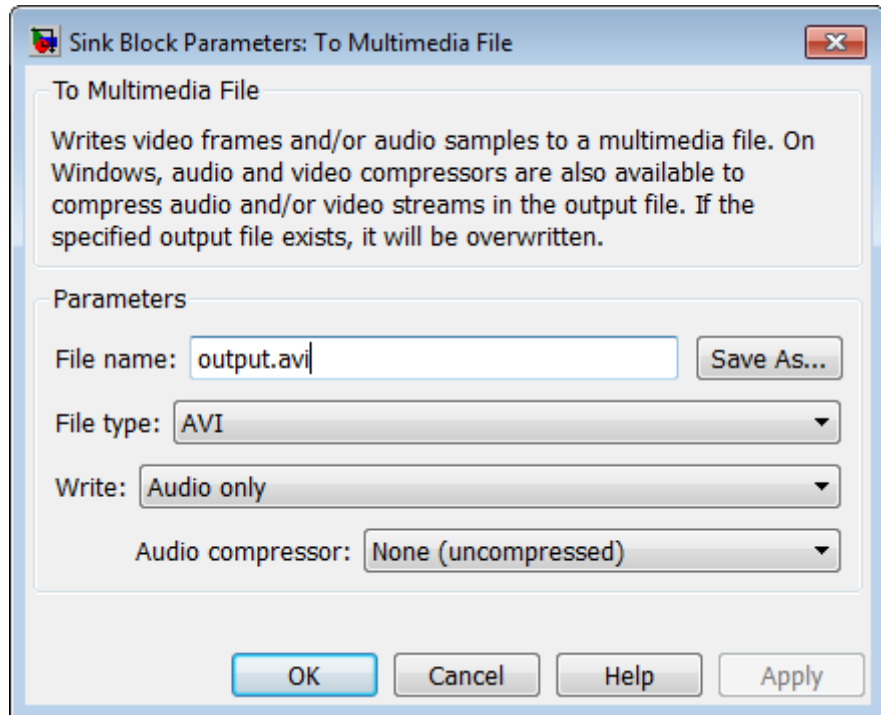 Sink Block Parameters: To Multimedia File
To Multimedia File
Writes video frames and/or audio samples to a multimedia file. On
Windows, audio and video compressors are also available to
compress audio and/or video streams in the output file. If the
specified output file exists, it will be overwritten.
Parameters
File name: output.avi Save As...
File type: AVI
Write: Audio only
Audio compressor: None (uncompressed)
OK Cancel Help Apply